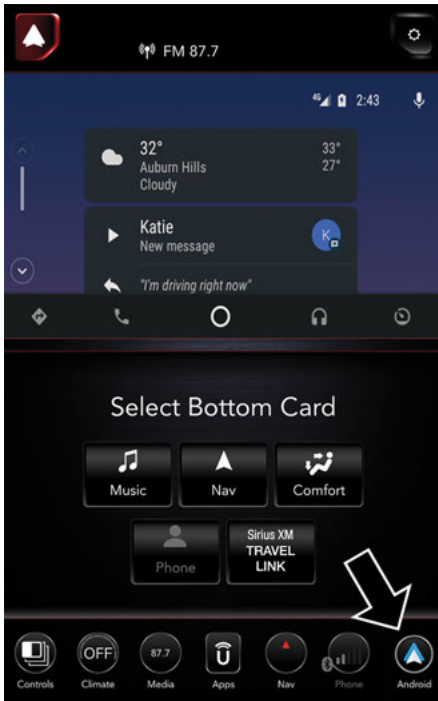 FM 87.7
4G 2:43
32° 33°
Auburn Hills 27°
Cloudy
Katie
New message
K
"I'm driving right now"
Select Bottom Card
Music Nav Comfort
Phone
Sirius XM
TRAVEL
LINK
OFF 87.7
Controls Climate Media Apps Nav Phone Android